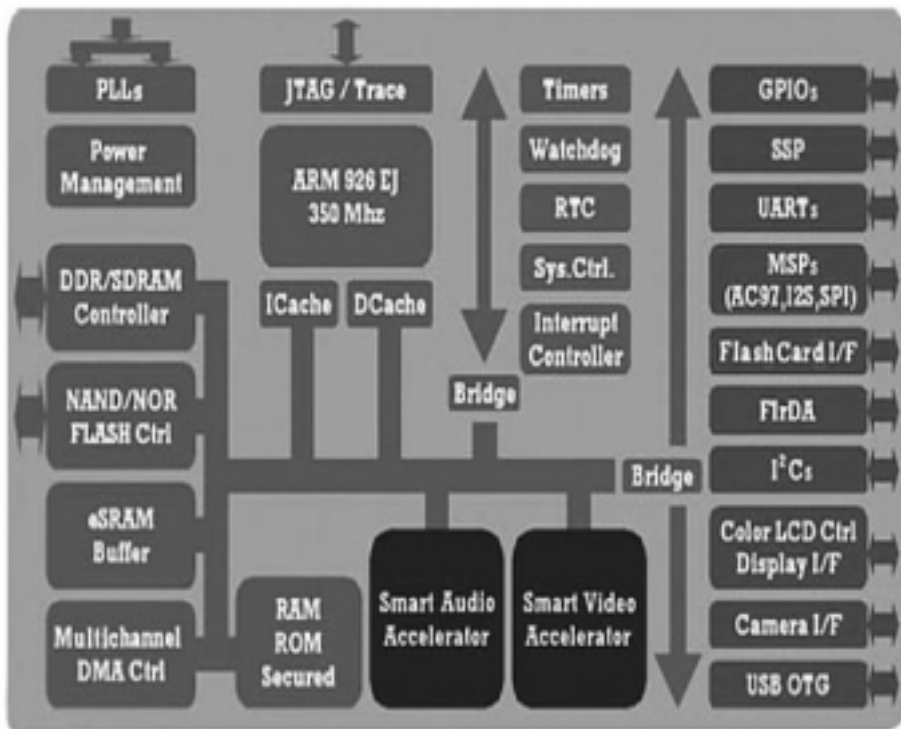 PLLs
Power
Management
DDR/SDRAM
Controller
NAND/NOR
FLASH Ctrl
eSRAM
Buffer
Multichannel
DMA Ctrl
JTAG / Trace
ARM 926 EJ
350 Mhz
ICache
DCache
RAM
ROM
Secured
Smart Audio
Accelerator
Smart Video
Accelerator
Bridge
Timers
Watchdog
RTC
Sys.Ctrl.
Interrupt
Controller
Bridge
GPIOs
SSP
UARTs
MSPs
(AC97,I2S,SPI)
Flash Card I/F
FIrDA
I²Cs
Color LCD Ctrl
Display I/F
Camera I/F
USB OTG